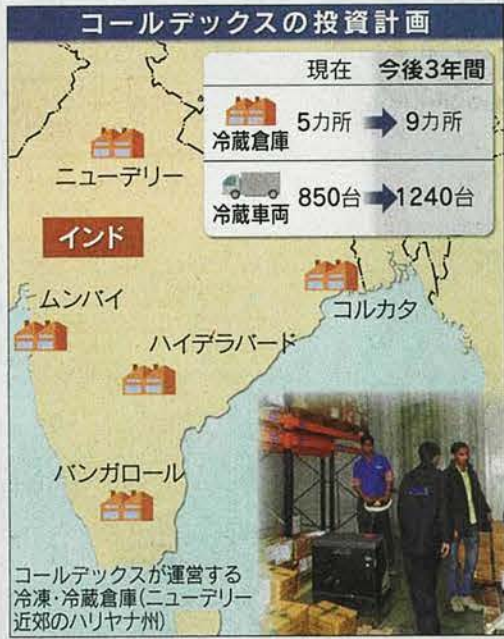 コールデックスの投資計画
現在 今後3年間
冷蔵倉庫 5カ所 9カ所
冷蔵車両 850台 1240台
ニューデリー
インド
ムンバイ
コルカタ
ハイデラバード
バンガロール
コールデックスが運営する
冷凍・冷蔵倉庫(ニューデリー
近郊のハリヤナ州)